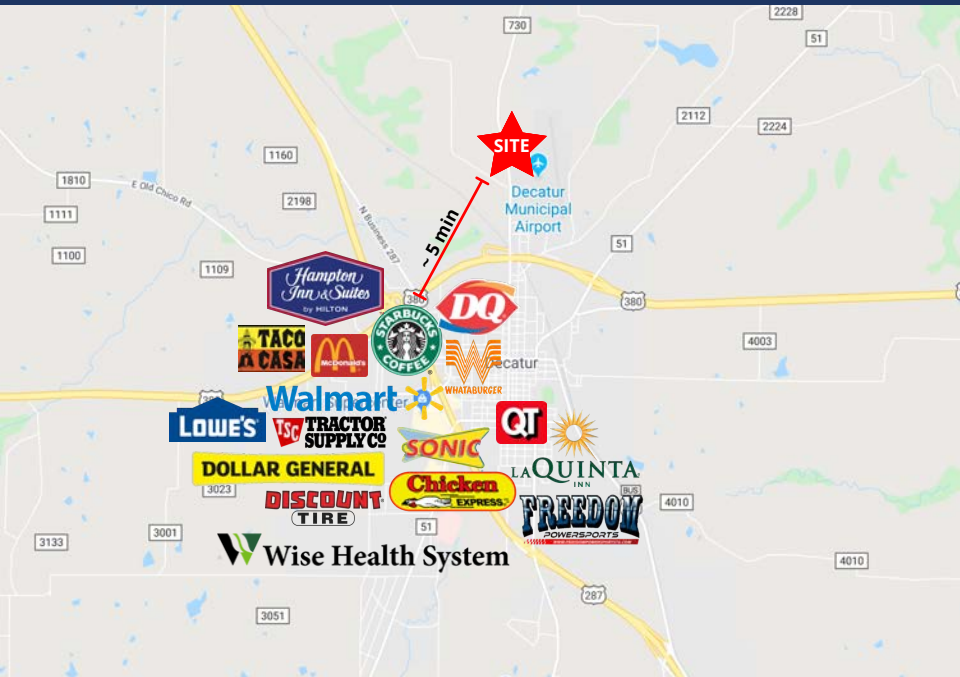 2228
730
51
2112
2224
SITE
1160
1810
E Old Chico Rd
2198
1111
Decatur
Municipal
Airport
N Business 287
~ 5 min
51
1100
1109
Hampton
Inn & Suites
by HILTON
380
DQ
380
STARBUCKS
COFFEE
TACO
CASA
McDonald's
WHATABURGER
Decatur
4003
Walmart
LOWE'S
TSC TRACTOR
SUPPLY CO
QT
SONIC
LAQUINTA
INN
DOLLAR GENERAL
3023
Chicken
EXPRESS
BUS
4010
DISCOUNT
TIRE
FREEDOM
POWERSPORTS
51
3001
3133
Wise Health System
4010
287
3051